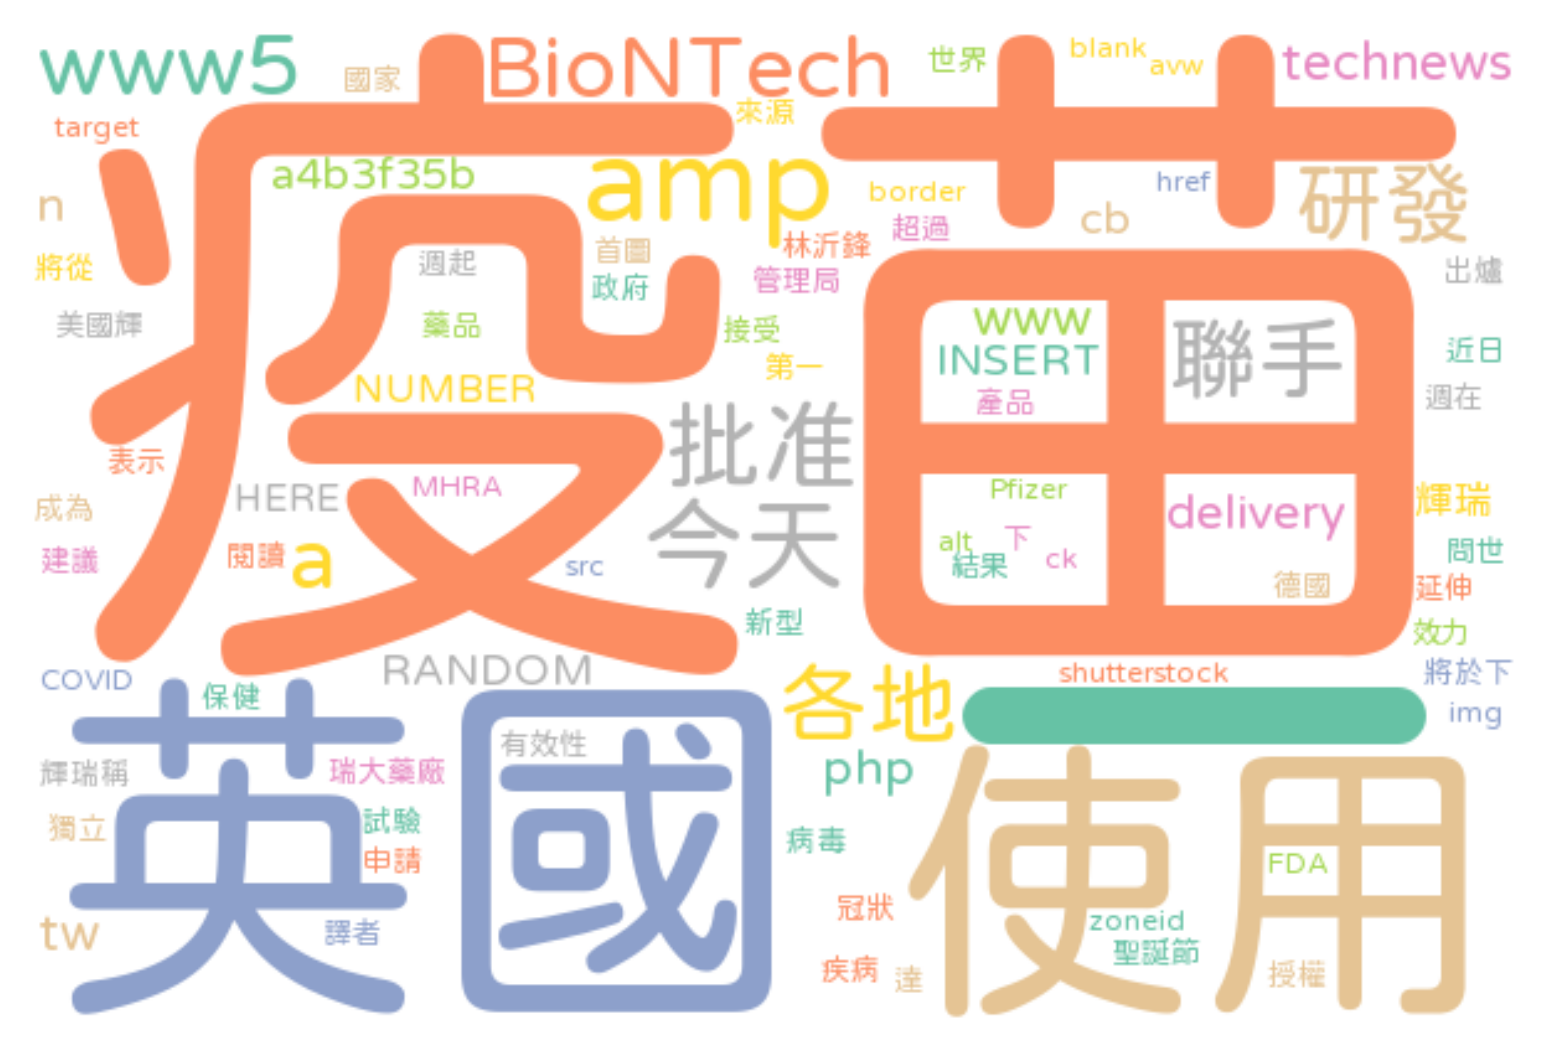 www5
國家
BioNTech
世界
blank
avw
technews
target
來源
疫苗
a4b3f35b
amp
border
href
研發
n
cb
超過
林沂鋒
將從
週起
首圖
政府
管理局
出爐
美國輝
藥品
接受
www
聯手
INSERT
近日
第一
NUMBER
產品
週在
批准
表示
HERE
MHRA
Pfizer
delivery
輝瑞
成為
今天
alt
下
建議
閱讀
a
src
結果
ck
問世
德國
延伸
新型
效力
COVID
RANDOM
shutterstock
將於下
保健
各地
一
img
英國
有效性
輝瑞稱
瑞大藥廠
php
使用
獨立
試驗
病毒
申請
FDA
冠狀
tw
譯者
zoneid
聖誕節
疾病
達
授權